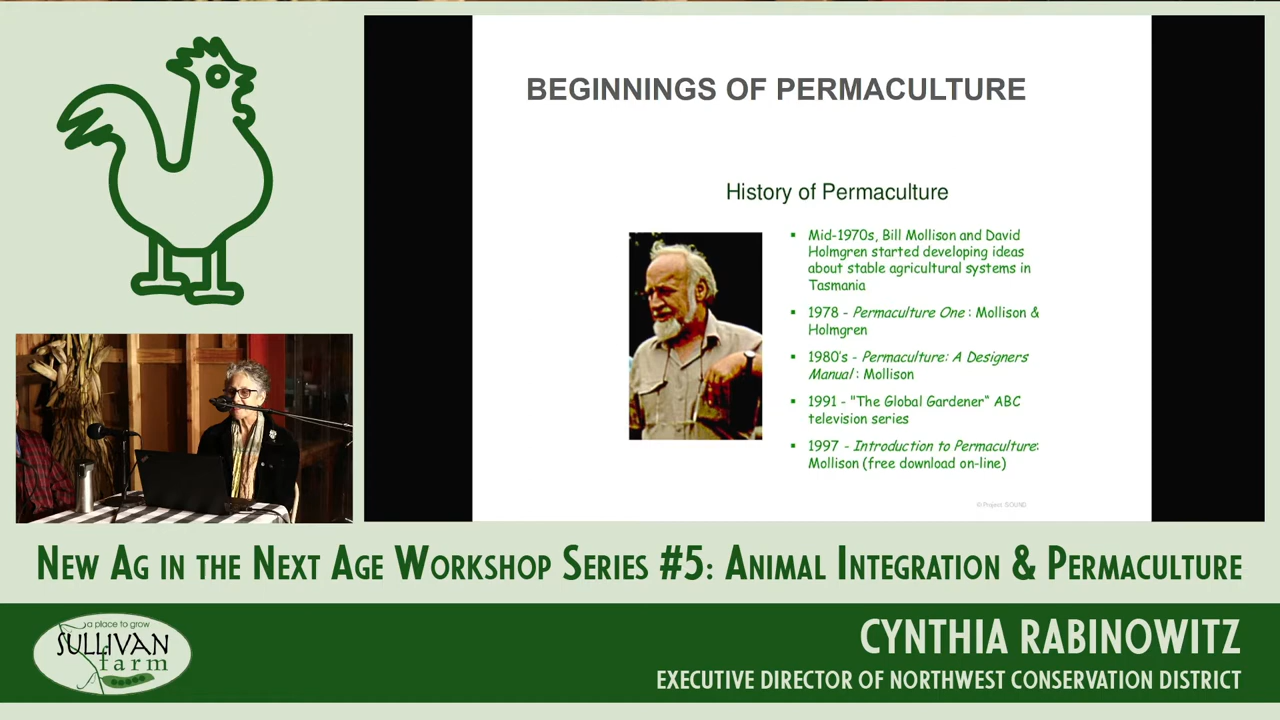 BEGINNINGS OF PERMACULTURE
History of Permaculture
▪ Mid-1970s, Bill Mollison and David
Holmgren started developing ideas
about stable agricultural systems in
Tasmania
▪ 1978 - Permaculture One : Mollison &
Holmgren
▪ 1980's - Permaculture: A Designers
Manual : Mollison
▪ 1991 - "The Global Gardener“ ABC
television series
▪ 1997 - Introduction to Permaculture:
Mollison (free download on-line)
© Project SOUND
NEW AG IN THE NEXT AGE WORKSHOP SERIES #5: ANIMAL INTEGRATION & PERMACULTURE
a place to grow
SULLIVAN
farm
CYNTHIA RABINOWITZ
EXECUTIVE DIRECTOR OF NORTHWEST CONSERVATION DISTRICT